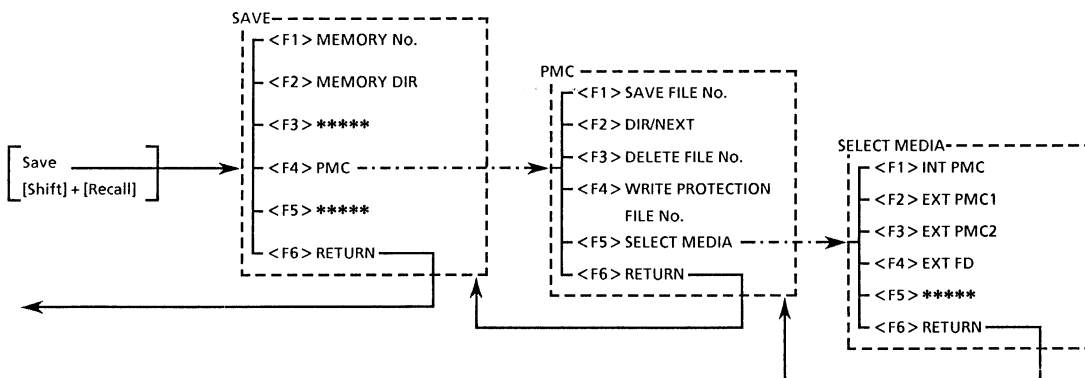 SAVE
<F1> MEMORY No.
<F2> MEMORY DIR
<F3> *****
<F4> PMC
<F5> *****
<F6> RETURN
Save
[Shift] + [Recall]
PMC
<F1> SAVE FILE No.
<F2> DIR/NEXT
<F3> DELETE FILE No.
<F4> WRITE PROTECTION
FILE No.
<F5> SELECT MEDIA
<F6> RETURN
SELECT MEDIA
<F1> INT PMC
<F2> EXT PMC1
<F3> EXT PMC2
<F4> EXT FD
<F5> *****
<F6> RETURN